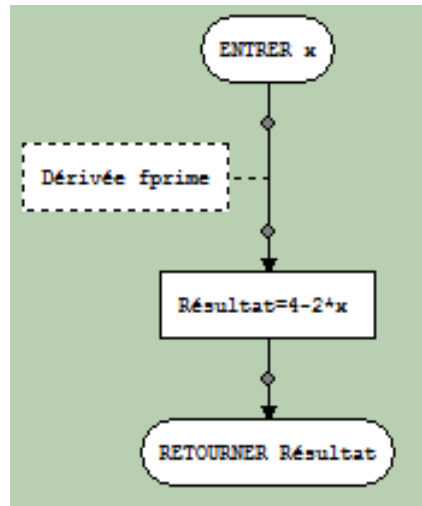 ENTRER x
Dérivée fprime
Résultat=4-2*x
RETOURNER Résultat